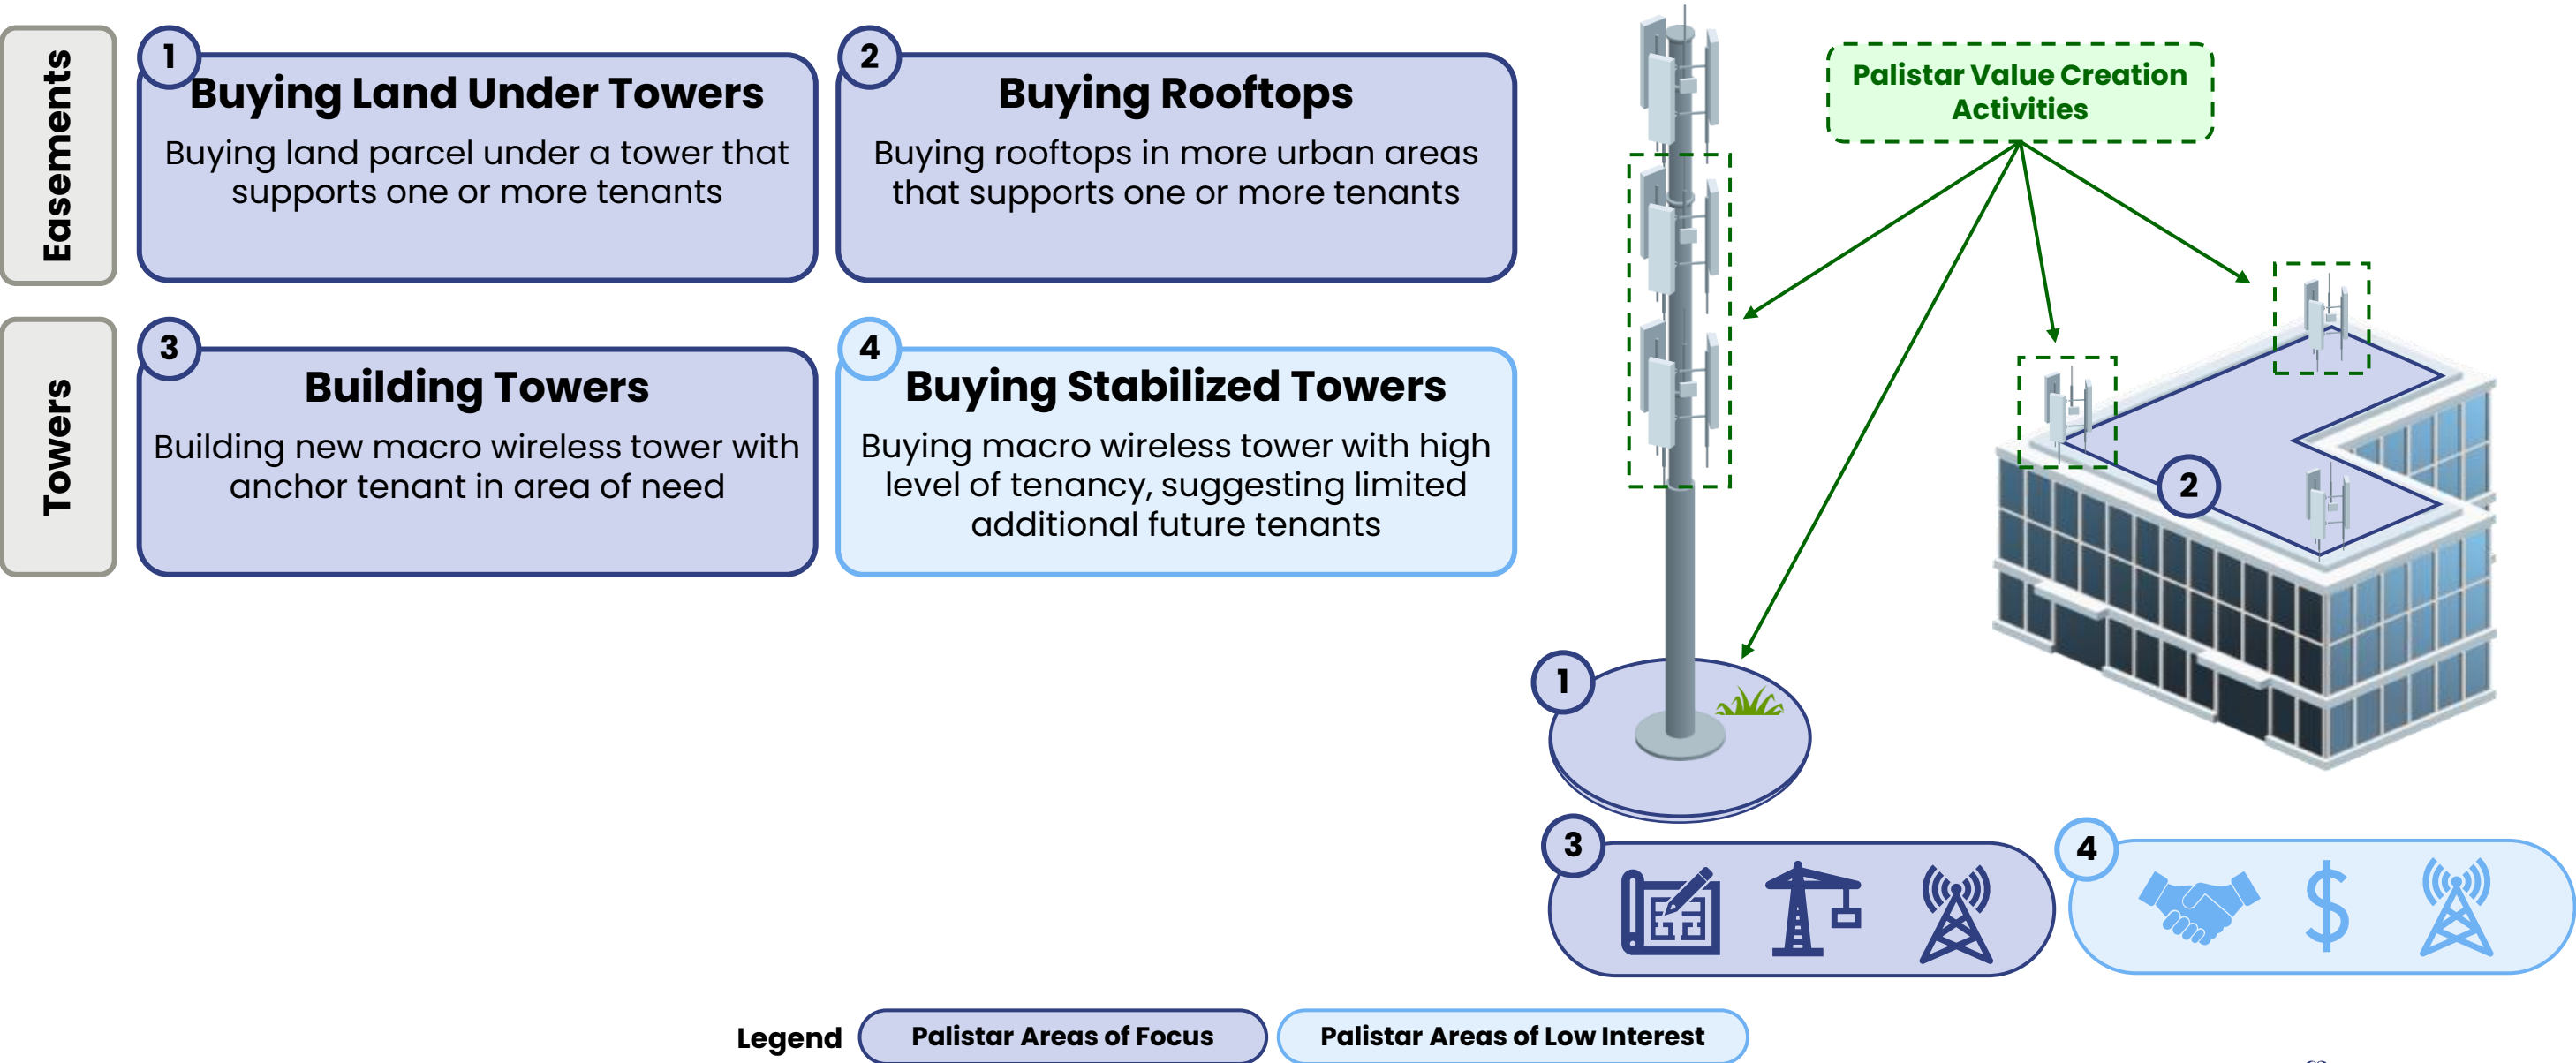 Easements
1
Buying Land Under Towers
Buying land parcel under a tower that
supports one or more tenants
2
Buying Rooftops
Buying rooftops in more urban areas
that supports one or more tenants
Towers
3
Building Towers
Building new macro wireless tower with
anchor tenant in area of need
4
Buying Stabilized Towers
Buying macro wireless tower with high
level of tenancy, suggesting limited
additional future tenants
Palistar Value Creation
Activities
2
1
3
4
$
Legend
Palistar Areas of Focus
Palistar Areas of Low Interest